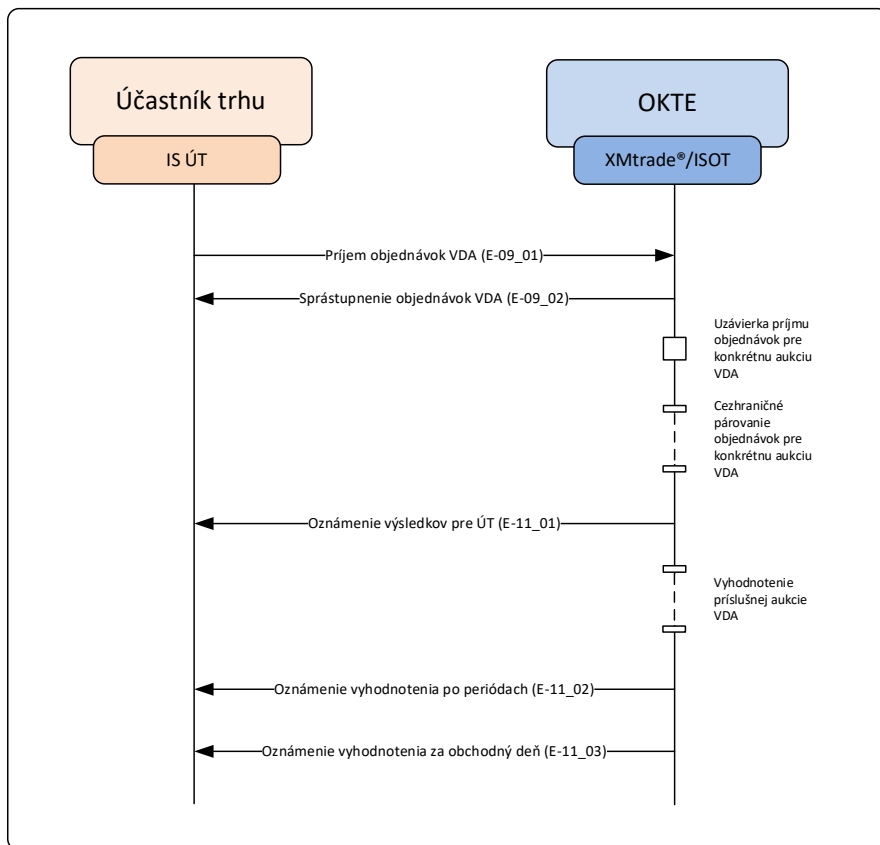 Účastník trhu
OKTE
IS ÚT
XMtrade®/ISOT
Príjem objednávok VDA (E-09_01)
Sprástupnenie objednávok VDA (E-09_02)
Uzávierka príjmu
objednávok pre
konkrétnu aukciu
VDA
Cezhraničné
párovanie
objednávok pre
konkrétnu aukciu
VDA
Oznámenie výsledkov pre ÚT (E-11_01)
Vyhodnotenie
príslušnej aukcie
VDA
Oznámenie vyhodnotenia po periódach (E-11_02)
Oznámenie vyhodnotenia za obchodný deň (E-11_03)